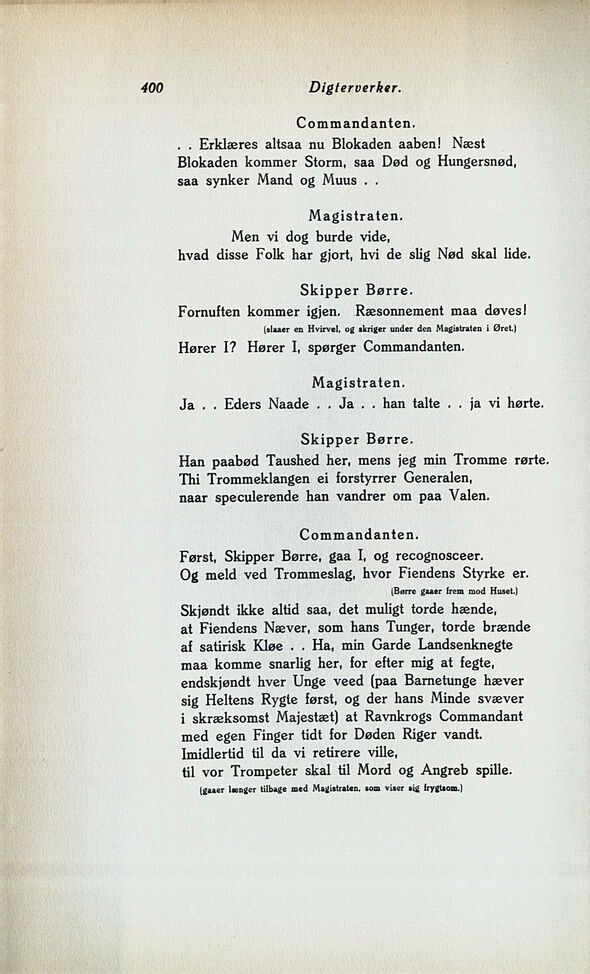 400
Digterverker.
Commandanten.
. . Erklæres altsaa nu Blokaden aaben! Næst
Blokaden kommer Storm, saa Død og Hungersnød,
saa synker Mand og Muus . .
Magistraten.
Men vi dog burde vide,
hvad disse Folk har gjort, hvi de slig Nød skal lide.
Skipper Børre.
Fornuften kommer igjen. Ræsonnement maa døves!
(slaaer en Hvirvel, og skriger under den Magistraten i Øret.)
Hører I? Hører I, spørger Commandanten.
Magistraten.
Ja . . Eders Naade . . Ja . . han talte . . ja vi hørte.
Skipper Børre.
Han paabød Taushed her, mens jeg min Tromme rørte.
Thi Trommeklangen ei forstyrrer Generalen,
naar speculerende han vandrer om paa Valen.
Commandanten.
Først, Skipper Børre, gaa I, og recognosceer.
Og meld ved Trommeslag, hvor Fiendens Styrke er.
(Børre gaaer frem mod Huset.)
Skjøndt ikke altid saa, det muligt torde hænde,
at Fiendens Næver, som hans Tunger, torde brænde
af satirisk Kløe . . Ha, min Garde Landsenknegte
maa komme snarlig her, for efter mig at fegte,
endskjøndt hver Unge veed (paa Barnetunge hæver
sig Heltens Rygte først, og der hans Minde svæver
i skræksomst Majestæt) at Ravnkrogs Commandant
med egen Finger tidt for Døden Riger vandt.
Imidlertid til da vi retirere ville,
til vor Trompeter skal til Mord og Angreb spille.
(gaaer længer tilbage med Magistraten, som viser sig frygtsom.)